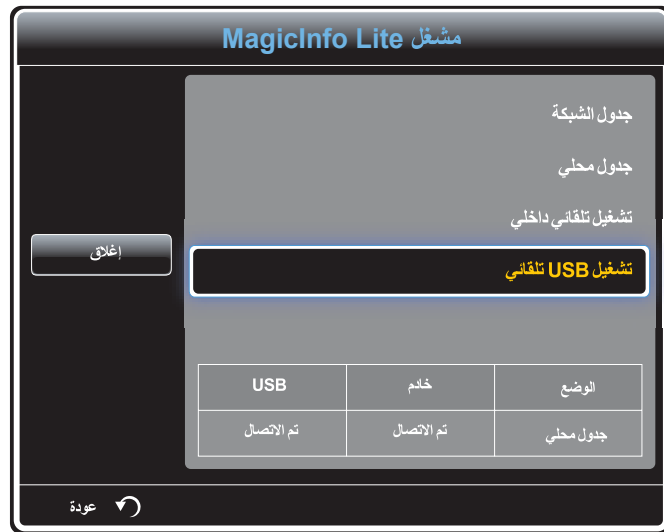 مشغل MagicInfo Lite
جدول الشبكة
جدول محلي
تشغيل تلقائي داخلي
تشغيل USB تلقائي
إغلاق
الوضع خادم USB
جدول محلي تم الاتصال تم الاتصال
عودة